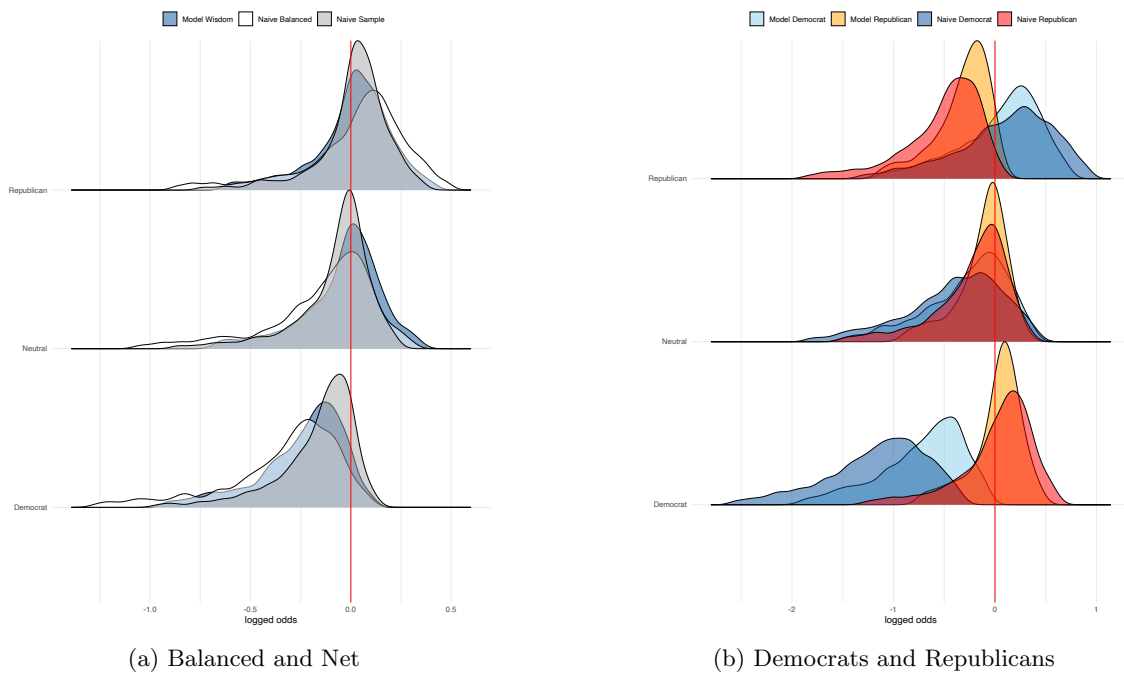 Model Wisdom Naive Balanced Naive Sample
Republican
Neutral
Democrat
-1.0 -0.5 0.0 0.5
logged odds
(a) Balanced and Net
Model Democrat Model Republican Naive Democrat Naive Republican
Republican
Neutral
Democrat
-2 -1 0 1
logged odds
(b) Democrats and Republicans